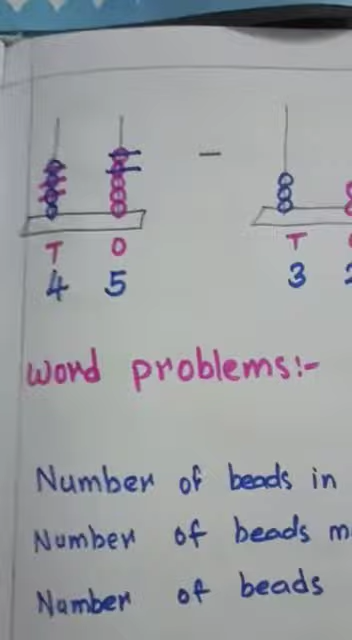 -
T O T
4 5 3
Word problems:-
Number of beads in
Number of beads m
Number of beads